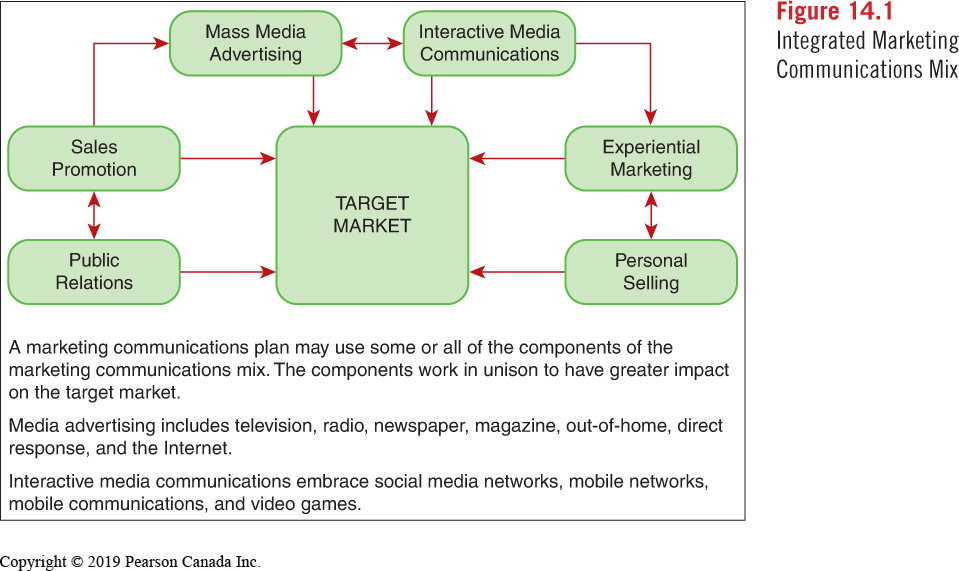 Figure 14.1
Integrated Marketing
Communications Mix
Mass Media
Advertising
Interactive Media
Communications
Sales
Promotion
TARGET
MARKET
Experiential
Marketing
Public
Relations
Personal
Selling
A marketing communications plan may use some or all of the components of the
marketing communications mix. The components work in unison to have greater impact
on the target market.
Media advertising includes television, radio, newspaper, magazine, out-of-home, direct
response, and the Internet.
Interactive media communications embrace social media networks, mobile networks,
mobile communications, and video games.
Copyright © 2019 Pearson Canada Inc.